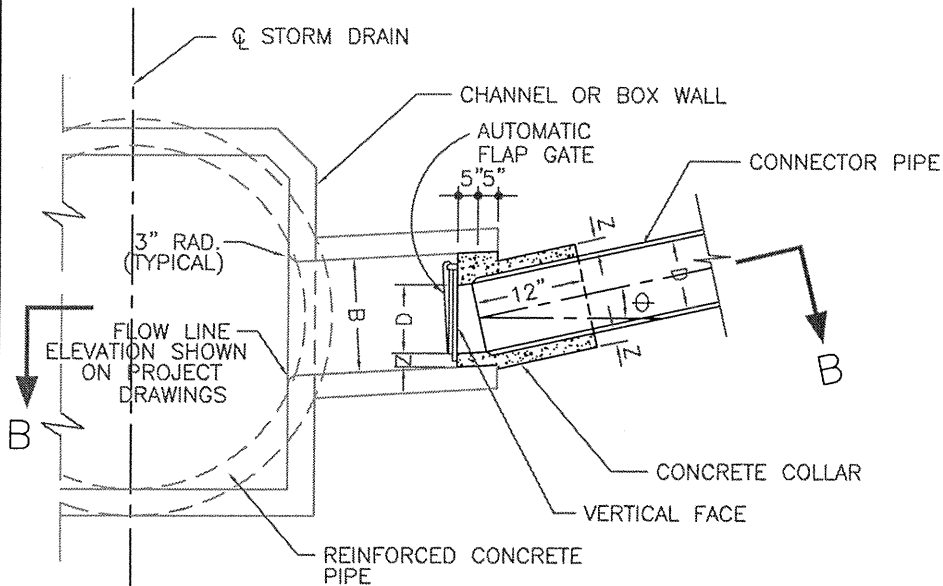 ℄ STORM DRAIN
CHANNEL OR BOX WALL
AUTOMATIC
FLAP GATE
5" 5"
CONNECTOR PIPE
3" RAD.
(TYPICAL)
Z
12"
D
B
D
Θ
FLOW LINE
ELEVATION SHOWN
ON PROJECT
DRAWINGS
Z
Z
B
B
CONCRETE COLLAR
VERTICAL FACE
REINFORCED CONCRETE
PIPE